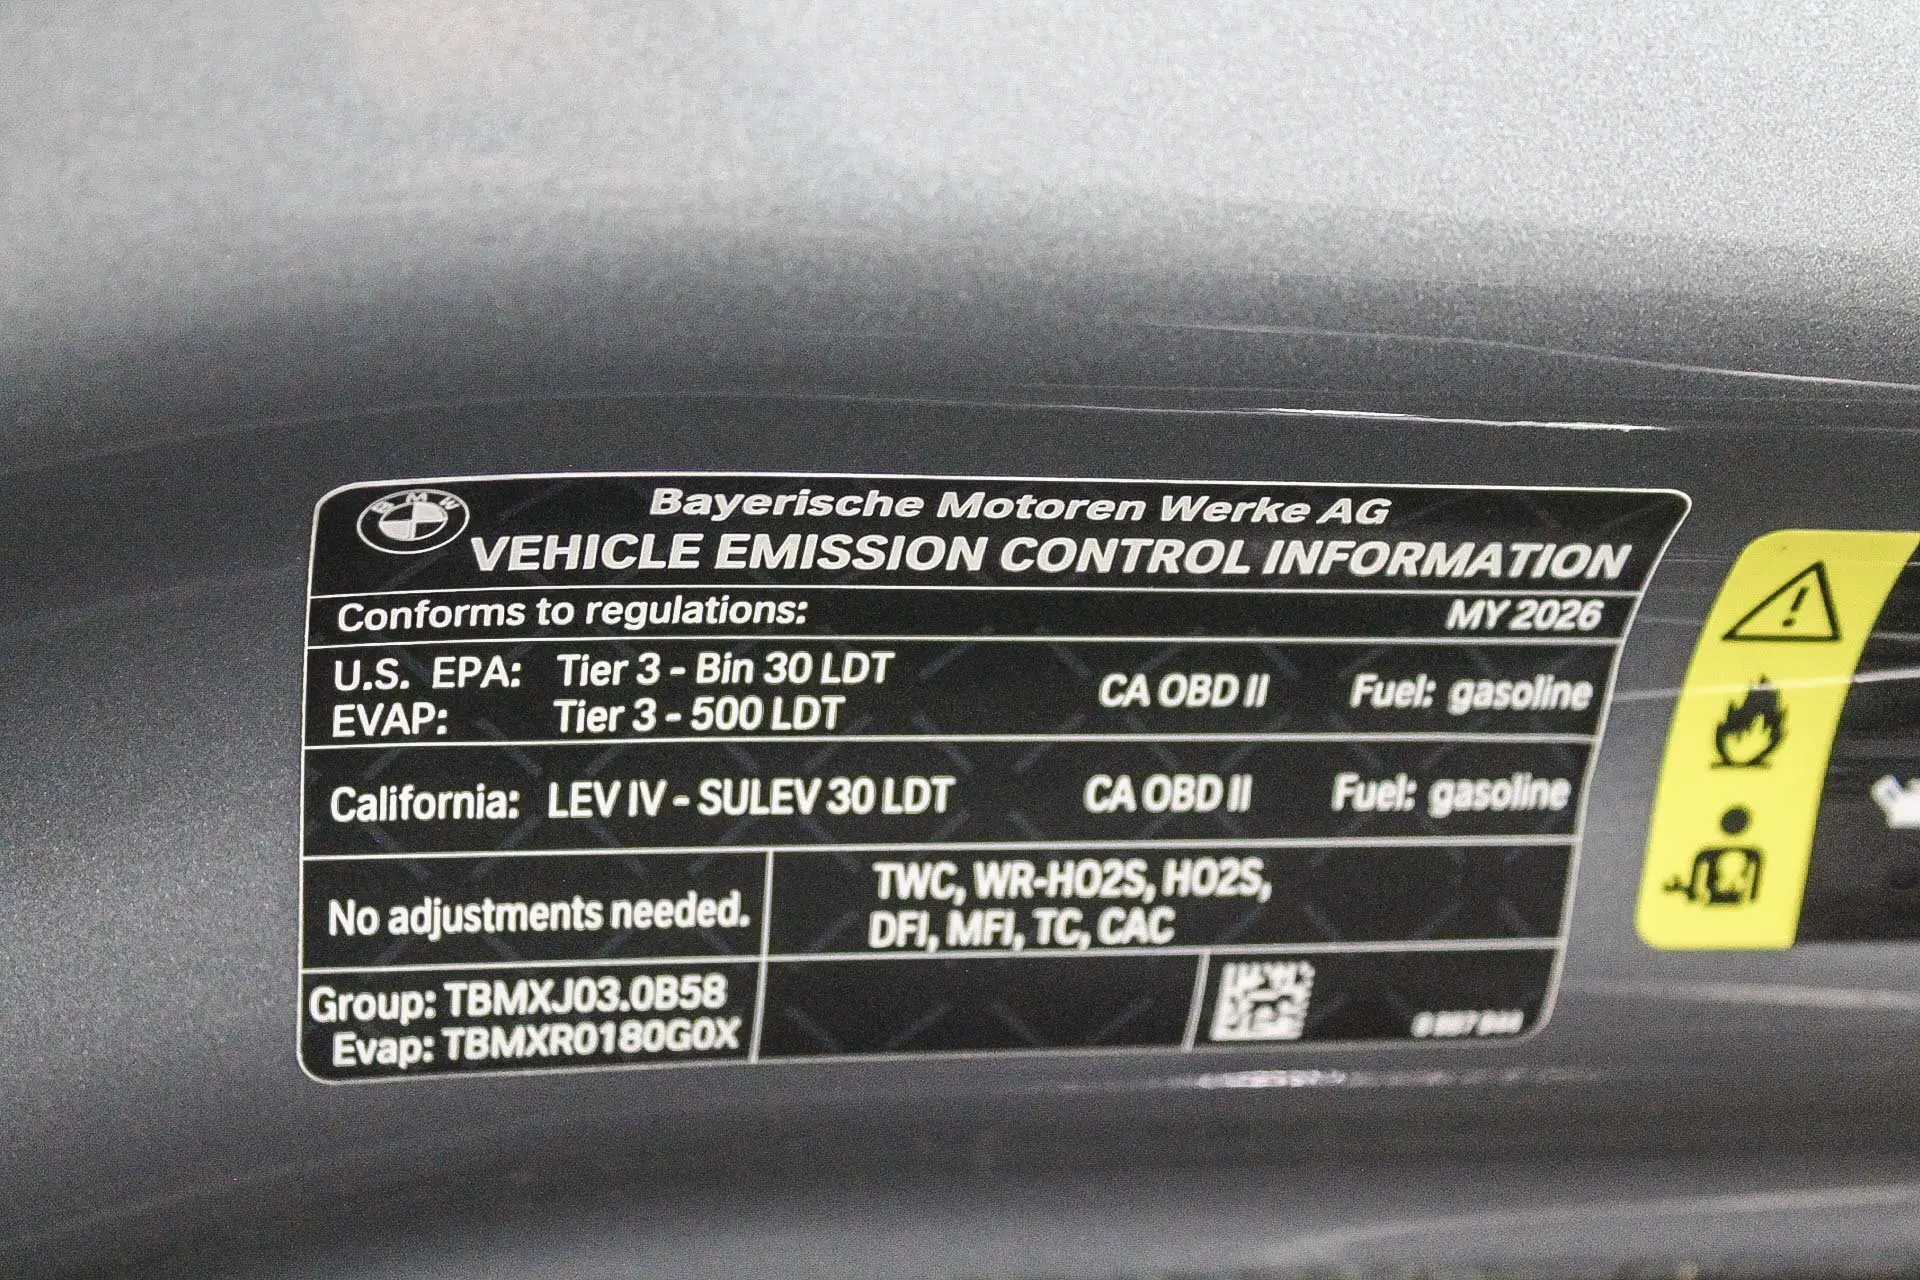 BMW
Bayerische Motoren Werke AG
VEHICLE EMISSION CONTROL INFORMATION
Conforms to regulations: MY 2026
U.S. EPA: Tier 3 - Bin 30 LDT
EVAP: Tier 3 - 500 LDT
CA OBD II Fuel: gasoline
California: LEV IV - SULEV 30 LDT CA OBD II Fuel: gasoline
No adjustments needed.
TWC, WR-HO2S, HO2S,
DFI, MFI, TC, CAC
Group: TBMXJ03.0B58
Evap: TBMXR0180G0X